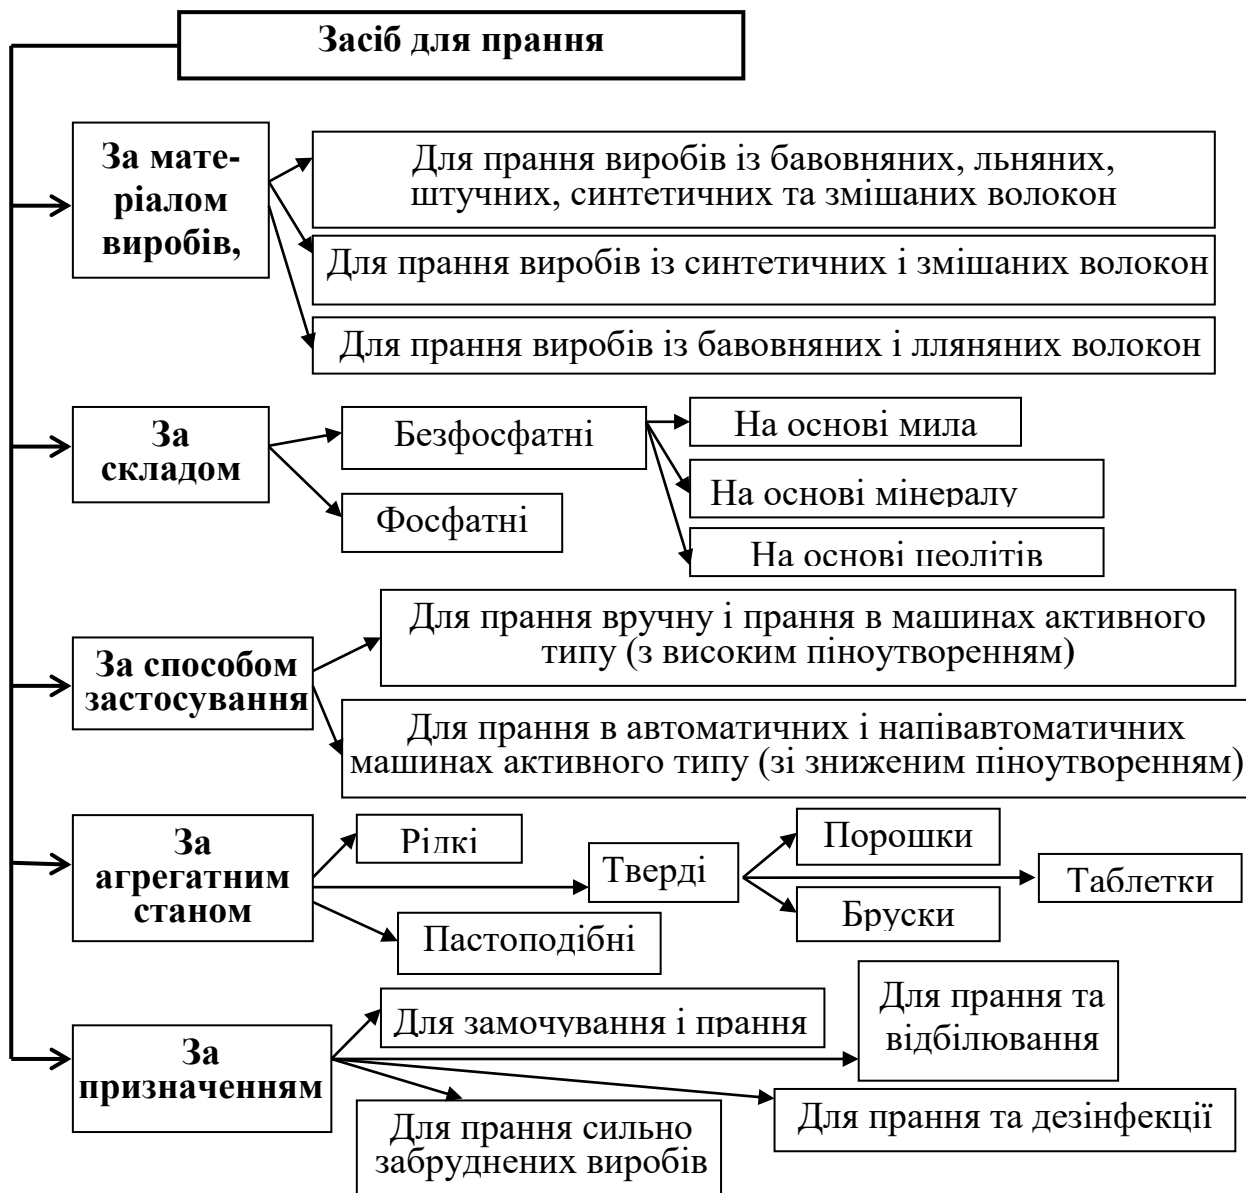 Засіб для прання
За мате-
ріалом
виробів,
Для прання виробів із бавовняних, льняних,
штучних, синтетичних та змішаних волокон
Для прання виробів із синтетичних і змішаних волокон
Для прання виробів із бавовняних і лляняних волокон
За
складом
Безфосфатні
Фосфатні
На основі мила
На основі мінералу
На основі цеолітів
За способом
застосування
Для прання вручну і прання в машинах активного
типу (з високим піноутворенням)
Для прання в автоматичних і напівавтоматичних
машинах активного типу (зі зниженим піноутворенням)
За
агрегатним
станом
Рідкі
Тверді
Пастоподібні
Порошки
Таблетки
Бруски
За
призначенням
Для замочування і прання
Для прання та
відбілювання
Для прання та дезінфекції
Для прання сильно
забруднених виробів